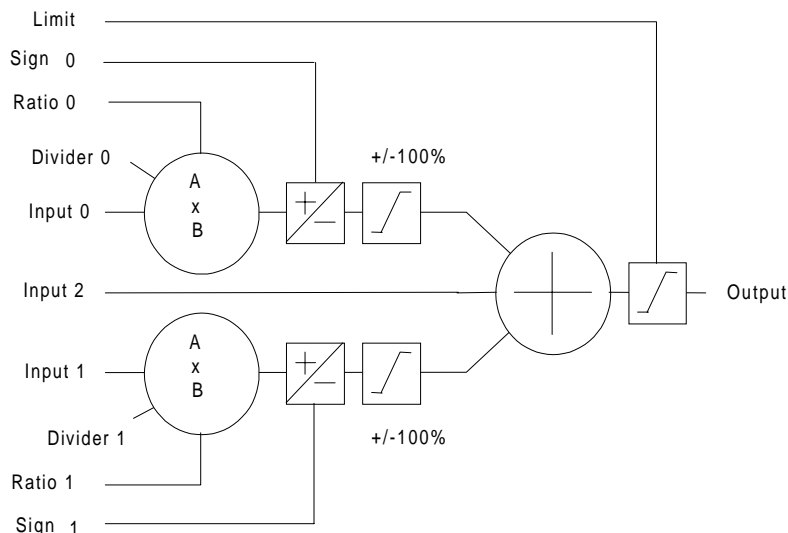 Limit
Sign 0
Ratio 0
Divider 0
+/-100%
A
x
B
Input 0
Input 2
Output
A
x
B
Input 1
Divider 1
+/-100%
Ratio 1
Sign 1